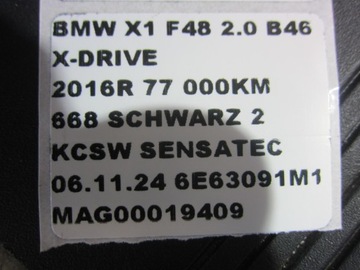 BMW X1 F48 2.0 B46
X-DRIVE
2016R 77 000KM
668 SCHWARZ 2
KCSW SENSATEC
06.11.24 6E63091M1
MAG00019409